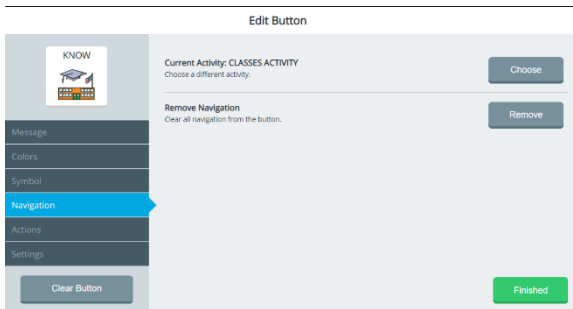 Edit Button
KNOW
Message
Colors
Symbol
Navigation
Actions
Settings
Clear Button
Current Activity: CLASSES ACTIVITY
Choose a different activity.
Choose
Remove Navigation
Clear all navigation from the button.
Remove
Finished